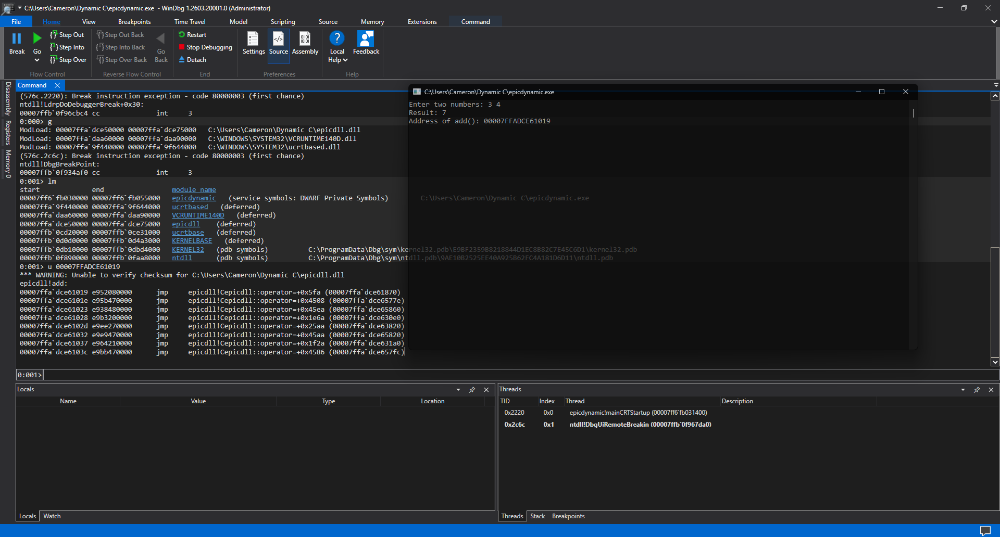 C:\Users\Cameron\Dynamic C\epicdynamic.exe - WinDbg 1.2603.20001.0 (Administrator)
File Home View Breakpoints Time Travel Model Scripting Source Memory Extensions Command
Break
Go
Step Out
Step Into
Step Over
Flow Control
Step Out Back
Step Into Back
Step Over Back
Go Back
Reverse Flow Control
Restart
Stop Debugging
Detach
End
Settings
Source
Assembly
Preferences
Local Help
Feedback
Help
Disassembly
Registers
Memory 0
Command
(576c.2220): Break instruction exception - code 80000003 (first chance)
ntdll!LdrpDoDebuggerBreak+0x30:
00007ffb`0f96cbc4 cc              int     3
0:000> g
ModLoad: 00007ffa`dce50000 00007ffa`dce75000   C:\Users\Cameron\Dynamic C\epicdll.dll
ModLoad: 00007ffa`daa60000 00007ffa`daa90000   C:\WINDOWS\SYSTEM32\VCRUNTIME140D.dll
ModLoad: 00007ffa`9f440000 00007ffa`9f644000   C:\WINDOWS\SYSTEM32\ucrtbased.dll
(576c.2c6c): Break instruction exception - code 80000003 (first chance)
ntdll!DbgBreakPoint:
00007ffb`0f934af0 cc              int     3
0:001> lm
start             end                 module name
00007ff6`fb030000 00007ff6`fb055000   epicdynamic   (service symbols: DWARF Private Symbols)        C:\Users\Cameron\Dynamic C\epicdynamic.exe
00007ffa`9f440000 00007ffa`9f644000   ucrtbased   (deferred)
00007ffa`daa60000 00007ffa`daa90000   VCRUNTIME140D   (deferred)
00007ffa`dce50000 00007ffa`dce75000   epicdll    (deferred)
00007ffb`0cd20000 00007ffb`0ce31000   ucrtbase   (deferred)
00007ffb`0d0d0000 00007ffb`0d4a3000   KERNELBASE   (deferred)
00007ffb`0db10000 00007ffb`0dbd4000   KERNEL32   (pdb symbols)          C:\ProgramData\Dbg\sym\kernel32.pdb\E9BF2359B8218844D1EC8B82C7E45C6D1\kernel32.pdb
00007ffb`0f890000 00007ffb`0faa8000   ntdll      (pdb symbols)          C:\ProgramData\Dbg\sym\ntdll.pdb\9AE10B2525EE40A925B62FC4A181D6D11\ntdll.pdb
0:001> u 00007FFADCE61019
*** WARNING: Unable to verify checksum for C:\Users\Cameron\Dynamic C\epicdll.dll
epicdll!add:
00007ffa`dce61019 e952080000      jmp     epicdll!Cepicdll::operator=+0x5fa (00007ffa`dce61870)
00007ffa`dce6101e e95b470000      jmp     epicdll!Cepicdll::operator=+0x4508 (00007ffa`dce6577e)
00007ffa`dce61023 e938480000      jmp     epicdll!Cepicdll::operator=+0x45ea (00007ffa`dce65860)
00007ffa`dce61028 e9b3200000      jmp     epicdll!Cepicdll::operator=+0x1e6a (00007ffa`dce630e0)
00007ffa`dce6102d e9ee270000      jmp     epicdll!Cepicdll::operator=+0x25aa (00007ffa`dce63820)
00007ffa`dce61032 e9e9470000      jmp     epicdll!Cepicdll::operator=+0x45aa (00007ffa`dce65820)
00007ffa`dce61037 e964210000      jmp     epicdll!Cepicdll::operator=+0x1f2a (00007ffa`dce631a0)
00007ffa`dce6103c e9bb470000      jmp     epicdll!Cepicdll::operator=+0x4586 (00007ffa`dce657fc)
0:001>
C:\Users\Cameron\Dynamic C\epicdynamic.exe
Enter two numbers: 3 4
Result: 7
Address of add(): 00007FFADCE61019
Locals
Name Value Type Location
Locals Watch
Threads
TID Index Thread Description
0x2220 0x0 epicdynamic!mainCRTStartup (00007ff6`fb031400)
0x2c6c 0x1 ntdll!DbgUiRemoteBreakin (00007ffb`0f967da0)
Threads Stack Breakpoints